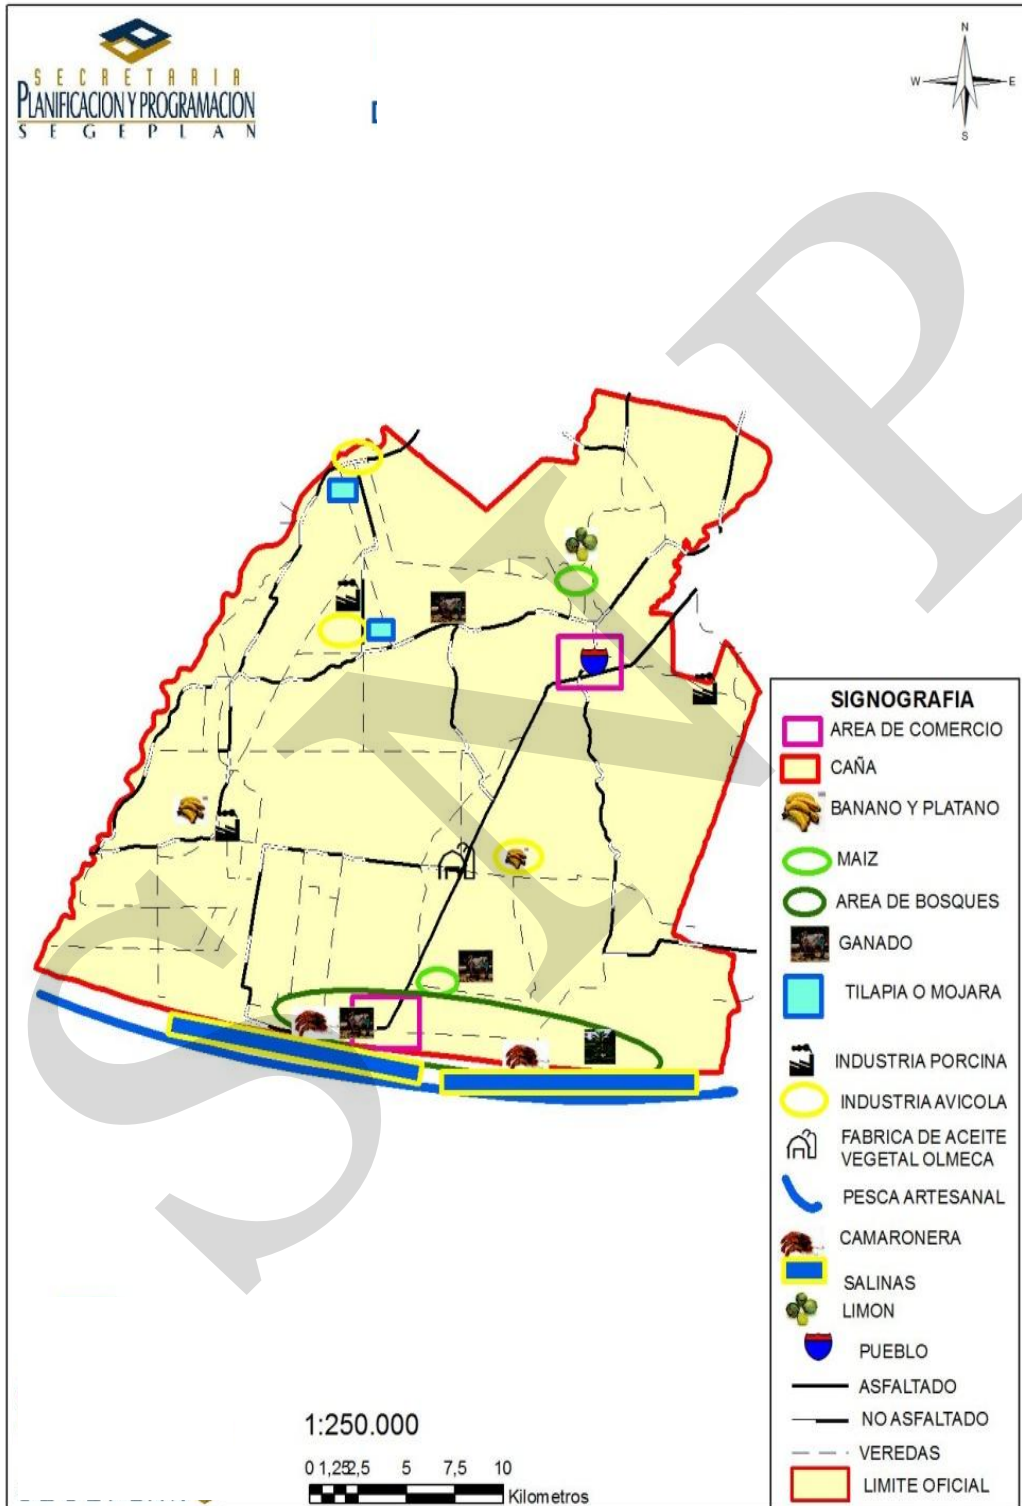 SECRETARIA
PLANIFICACION Y PROGRAMACION
SEGEPLAN
N
W E
S
SNIP
SIGNOGRAFIA
AREA DE COMERCIO
CAÑA
BANANO Y PLATANO
MAIZ
AREA DE BOSQUES
GANADO
TILAPIA O MOJARA
INDUSTRIA PORCINA
INDUSTRIA AVICOLA
FABRICA DE ACEITE
VEGETAL OLMECA
PESCA ARTESANAL
CAMARONERA
SALINAS
LIMON
PUEBLO
ASFALTADO
NO ASFALTADO
VEREDAS
LIMITE OFICIAL
1:250.000
0 1,252,5 5 7,5 10
Kilometros